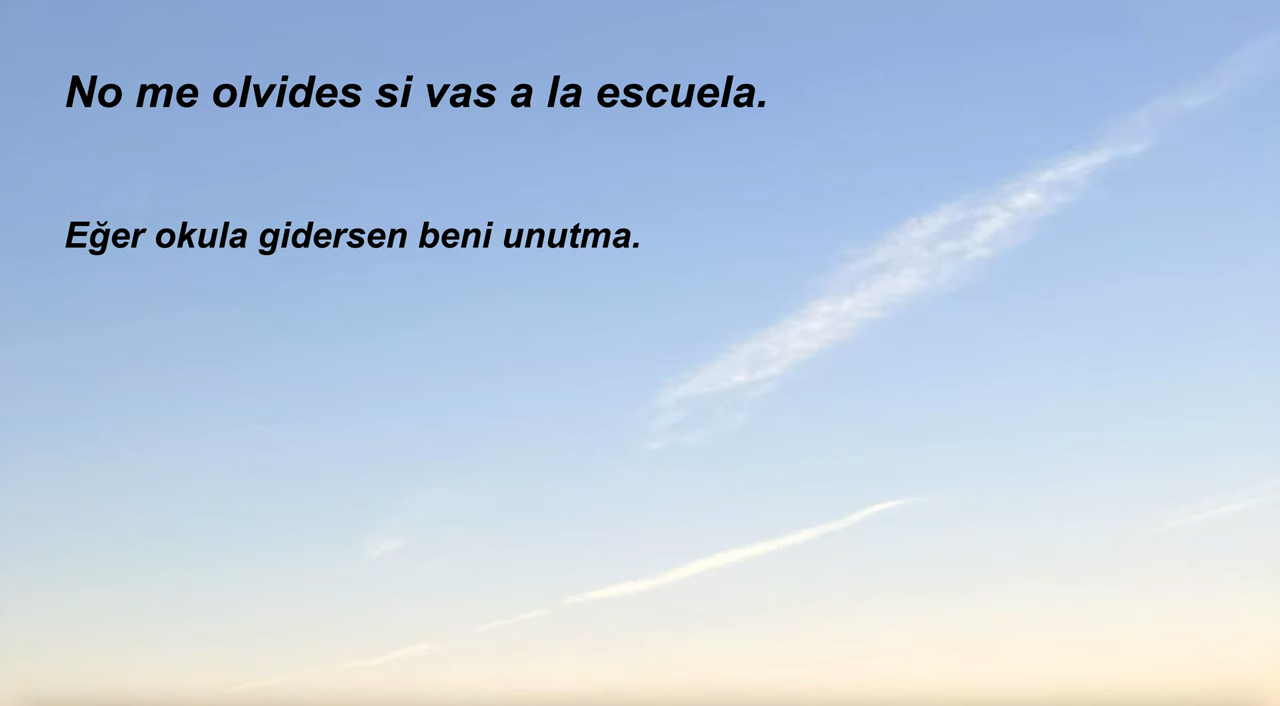 No me olvides si vas a la escuela.
Eğer okula gidersen beni unutma.